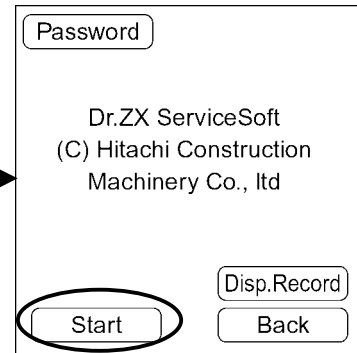 Password
Dr.ZX ServiceSoft
(C) Hitachi Construction
Machinery Co., ltd
Disp.Record
Start
Back